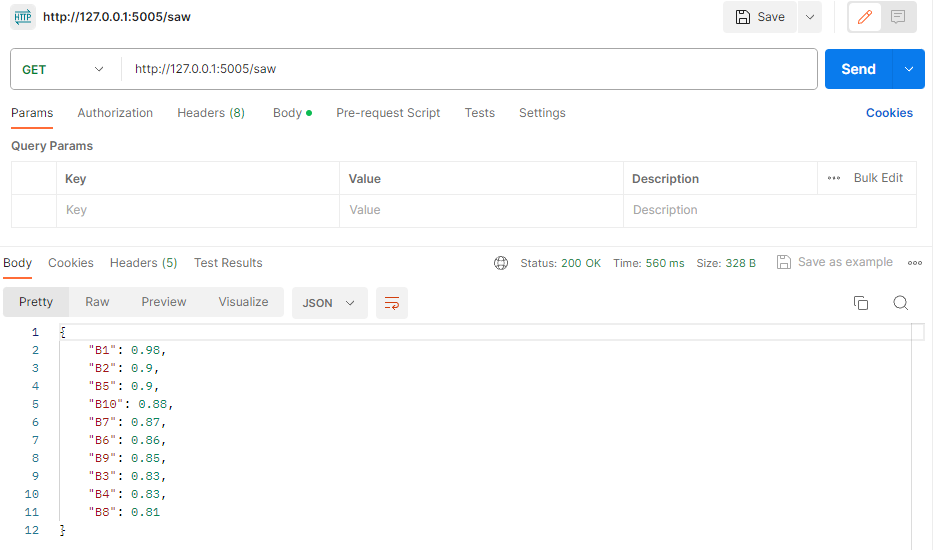 HTTP http://127.0.0.1:5005/saw Save
GET http://127.0.0.1:5005/saw Send
Params Authorization Headers (8) Body Pre-request Script Tests Settings Cookies
Query Params
Key Value Description Bulk Edit
Key Value Description
Body Cookies Headers (5) Test Results Status: 200 OK Time: 560 ms Size: 328 B Save as example
Pretty Raw Preview Visualize JSON
1 {
2 "B1": 0.98,
3 "B2": 0.9,
4 "B5": 0.9,
5 "B10": 0.88,
6 "B7": 0.87,
7 "B6": 0.86,
8 "B9": 0.85,
9 "B3": 0.83,
10 "B4": 0.83,
11 "B8": 0.81
12 }